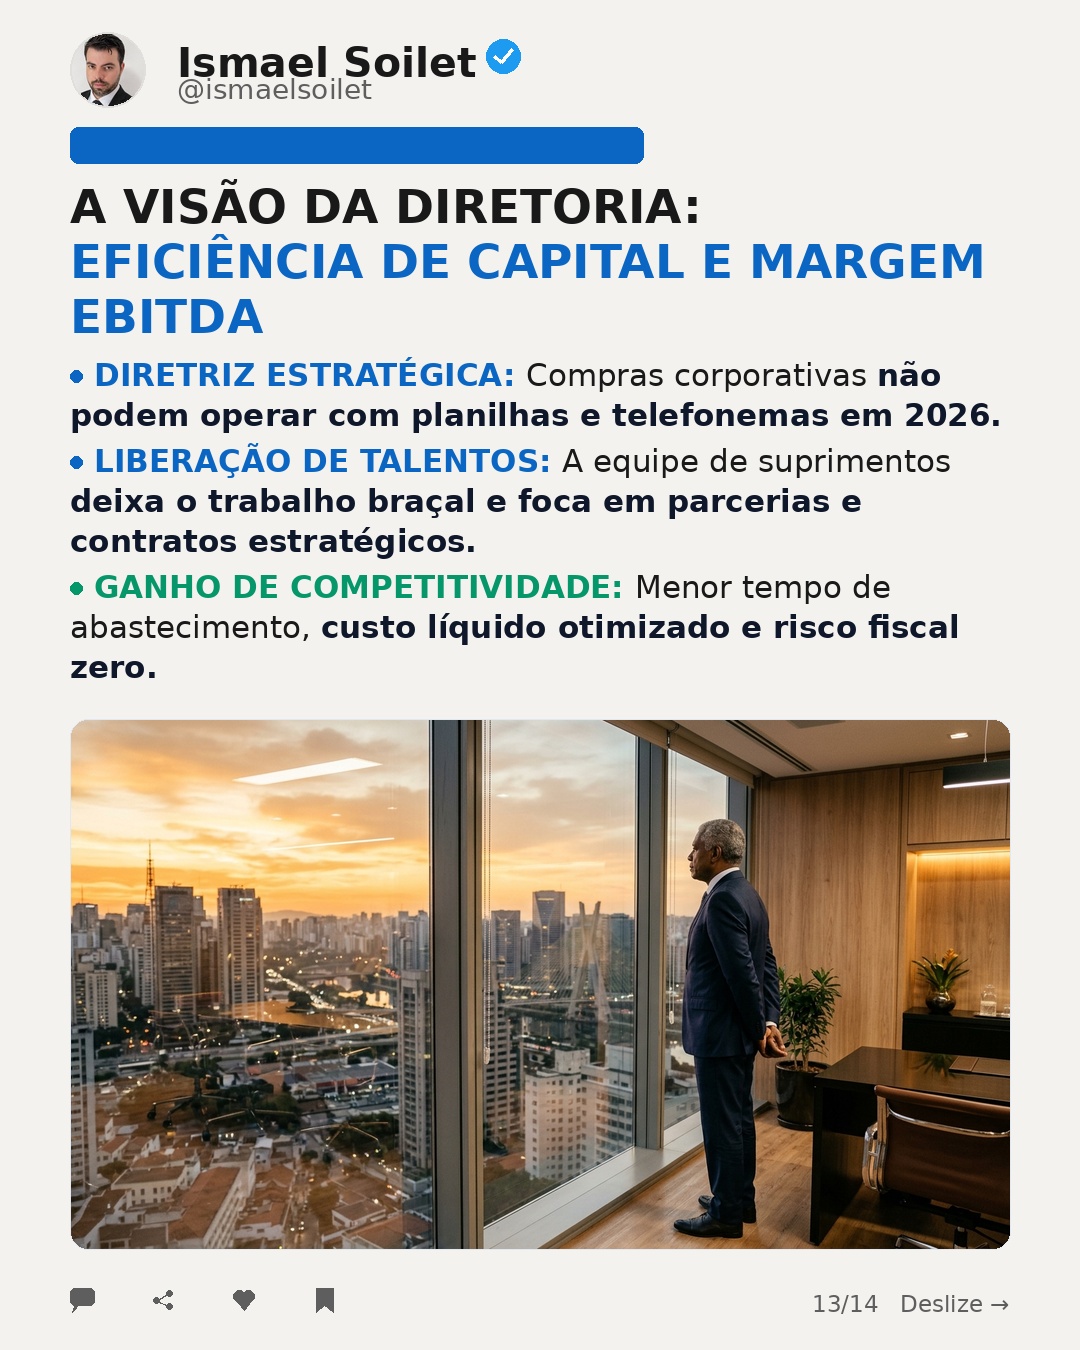 Ismael Soilet
@ismaelsoilet
A VISÃO DA DIRETORIA:
EFICIÊNCIA DE CAPITAL E MARGEM
EBITDA
• DIRETRIZ ESTRATÉGICA: Compras corporativas não
podem operar com planilhas e telefonemas em 2026.
• LIBERAÇÃO DE TALENTOS: A equipe de suprimentos
deixa o trabalho braçal e foca em parcerias e
contratos estratégicos.
• GANHO DE COMPETITIVIDADE: Menor tempo de
abastecimento, custo líquido otimizado e risco fiscal
zero.
13/14 Deslize →